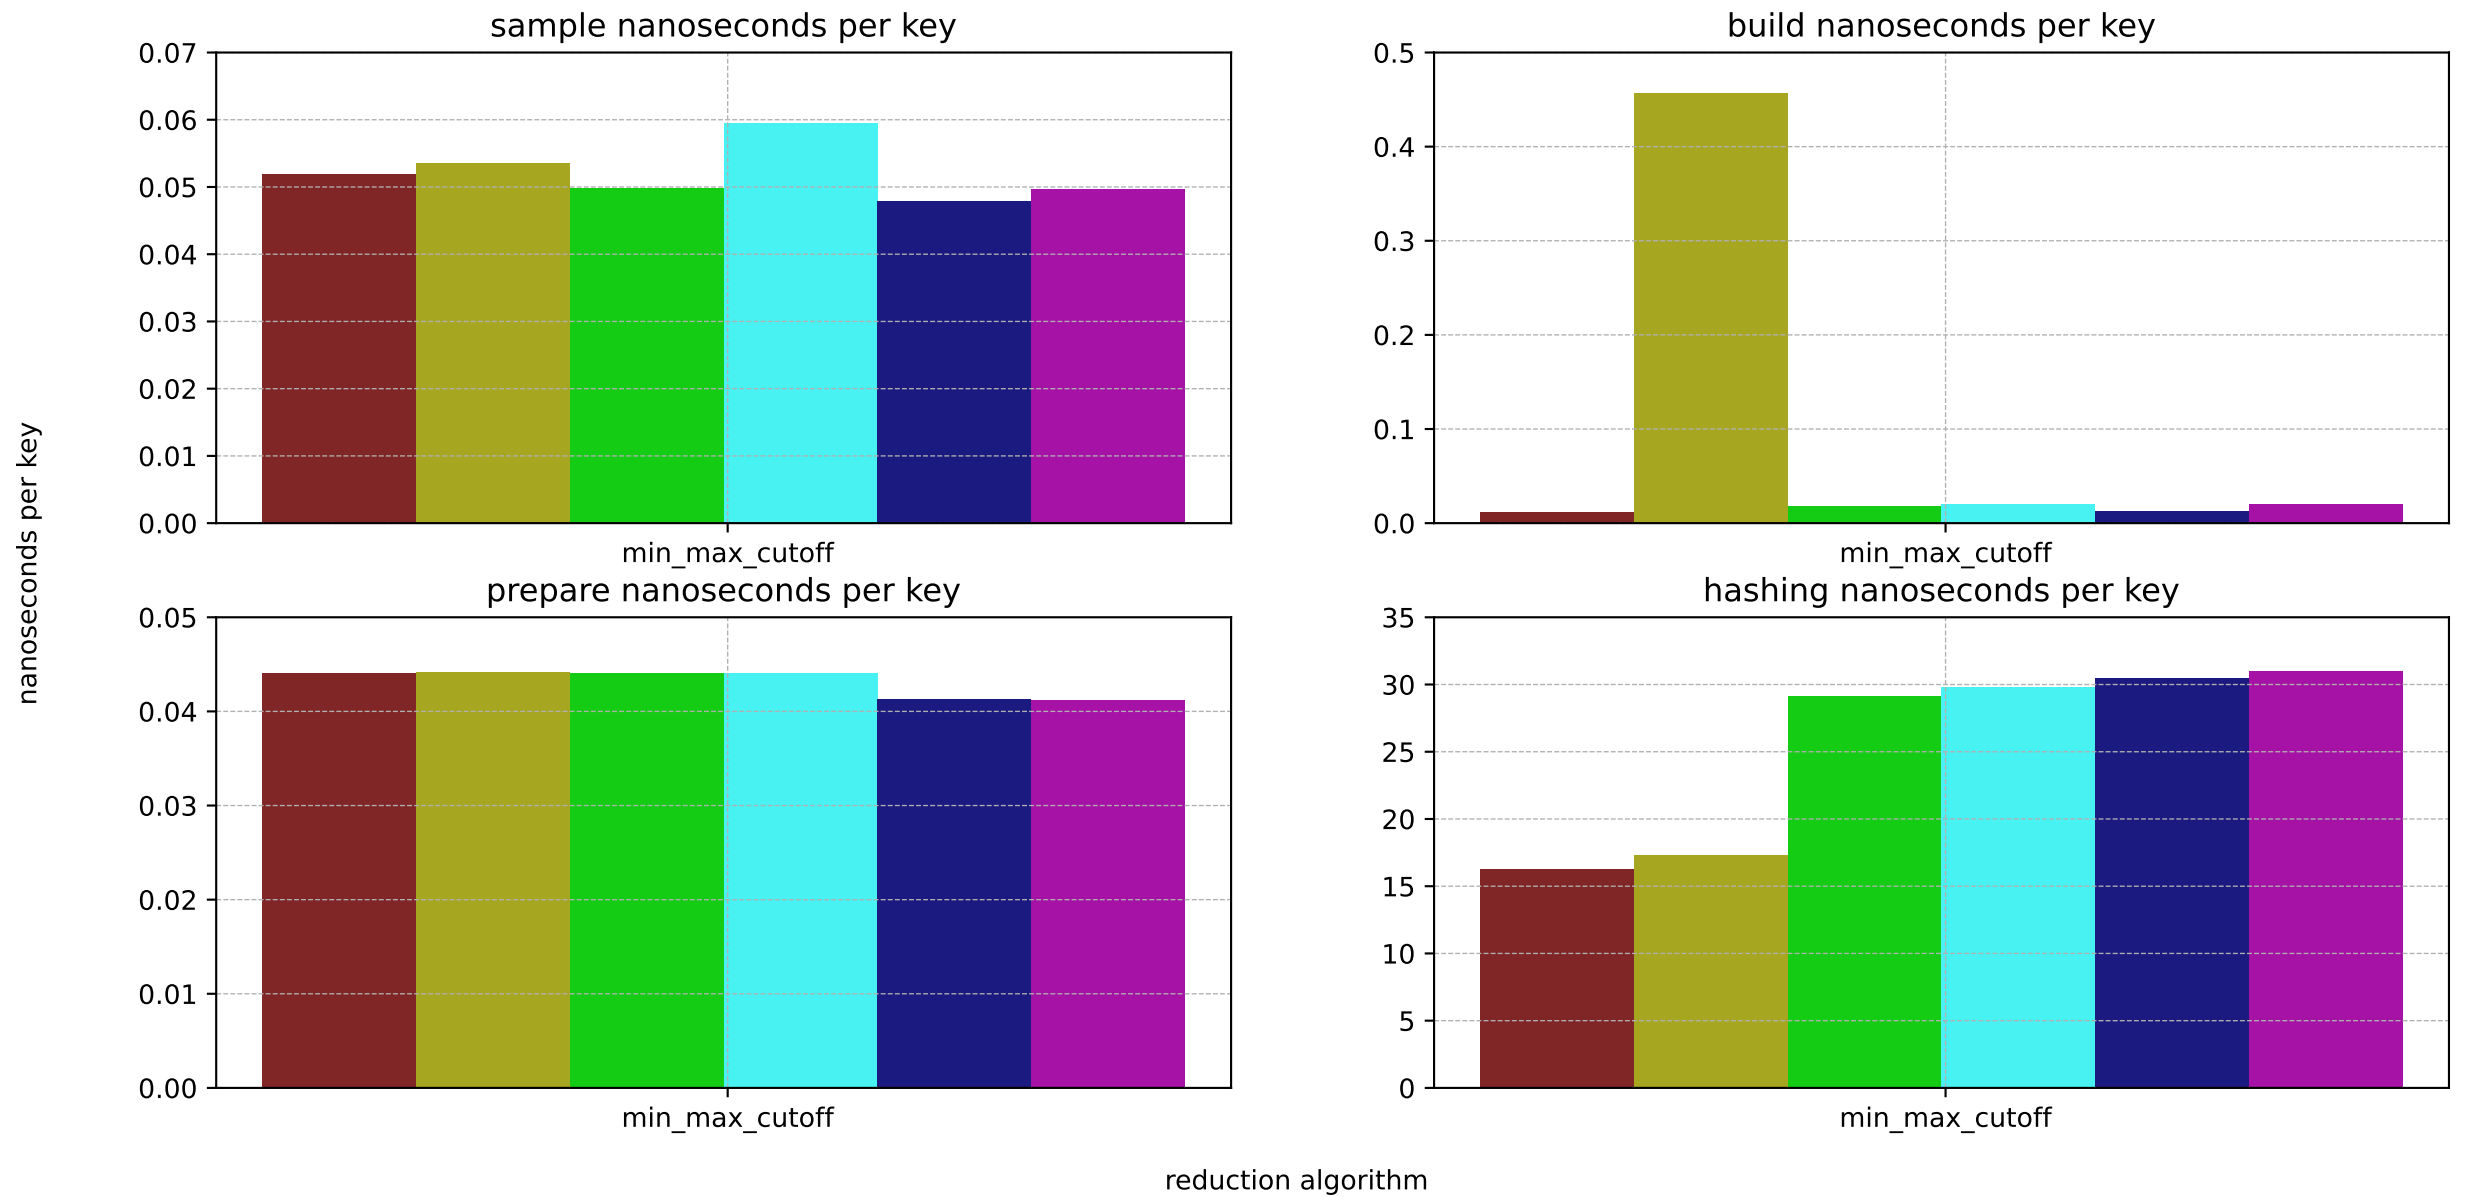 sample nanoseconds per key
0.07
0.06
0.05
0.04
0.03
0.02
0.01
0.00
min_max_cutoff
build nanoseconds per key
0.5
0.4
0.3
0.2
0.1
0.0
min_max_cutoff
nanoseconds per key
prepare nanoseconds per key
0.05
0.04
0.03
0.02
0.01
0.00
min_max_cutoff
hashing nanoseconds per key
35
30
25
20
15
10
5
0
min_max_cutoff
reduction algorithm